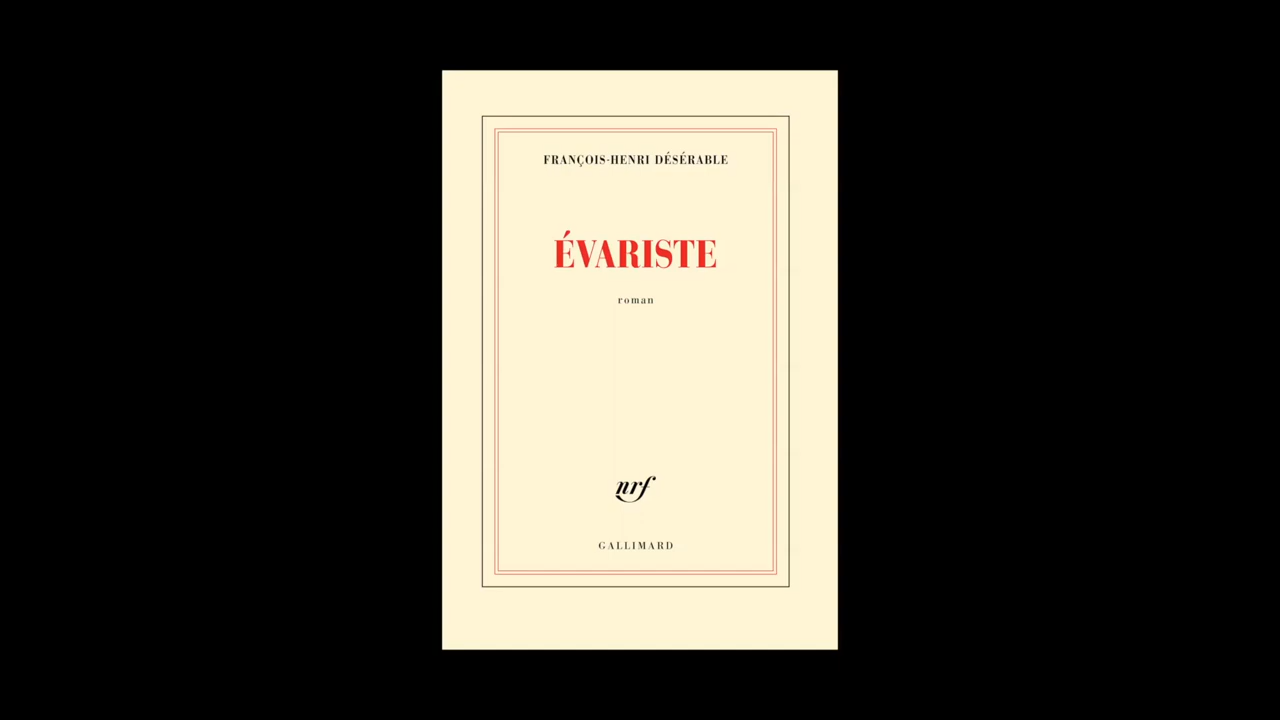 FRANÇOIS-HENRI DÉSÉRABLE
ÉVARISTE
roman
nrf
GALLIMARD